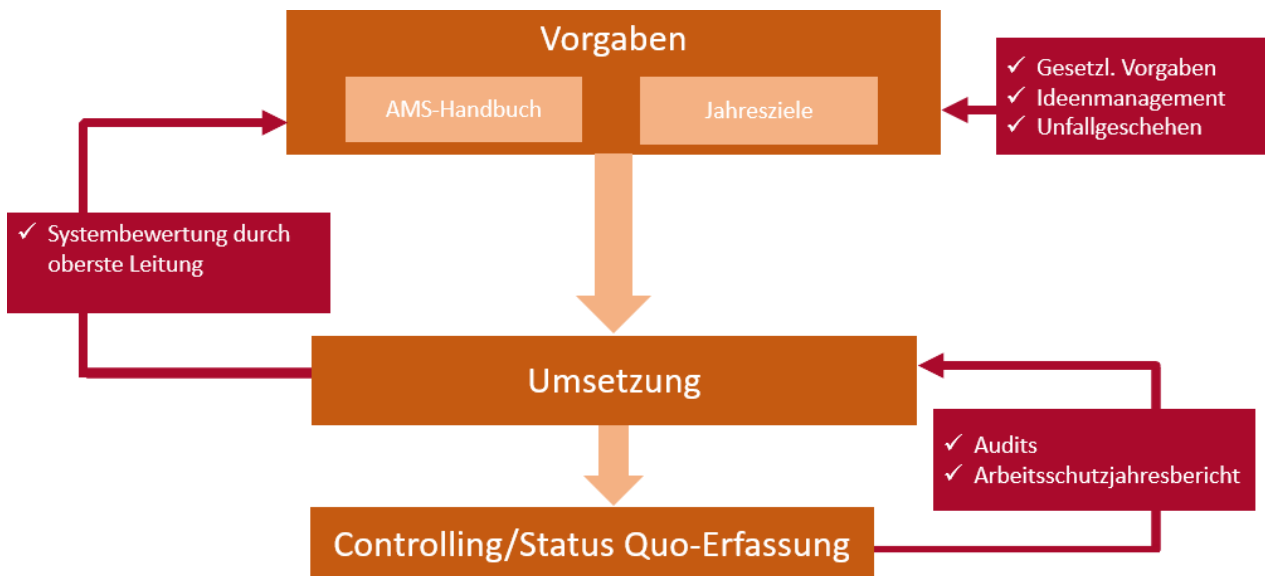 Vorgaben
AMS-Handbuch
Jahresziele
✓ Gesetzl. Vorgaben
✓ Ideenmanagement
✓ Unfallgeschehen
✓ Systembewertung durch
oberste Leitung
Umsetzung
✓ Audits
✓ Arbeitsschutzjahresbericht
Controlling/Status Quo-Erfassung